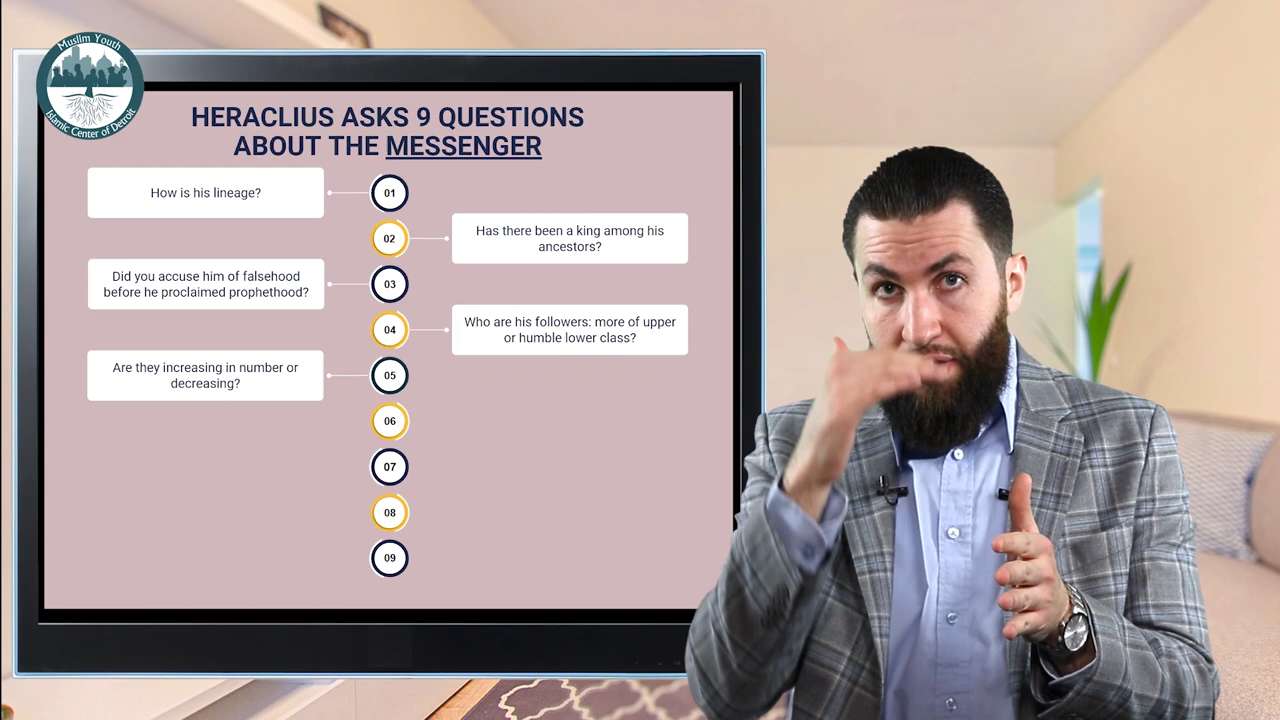 Muslim Youth
Islamic Center of Detroit
HERACLIUS ASKS 9 QUESTIONS
ABOUT THE MESSENGER
How is his lineage?
01
02
Has there been a king among his
ancestors?
Did you accuse him of falsehood
before he proclaimed prophethood?
03
04
Who are his followers: more of upper
or humble lower class?
Are they increasing in number or
decreasing?
05
06
07
08
09